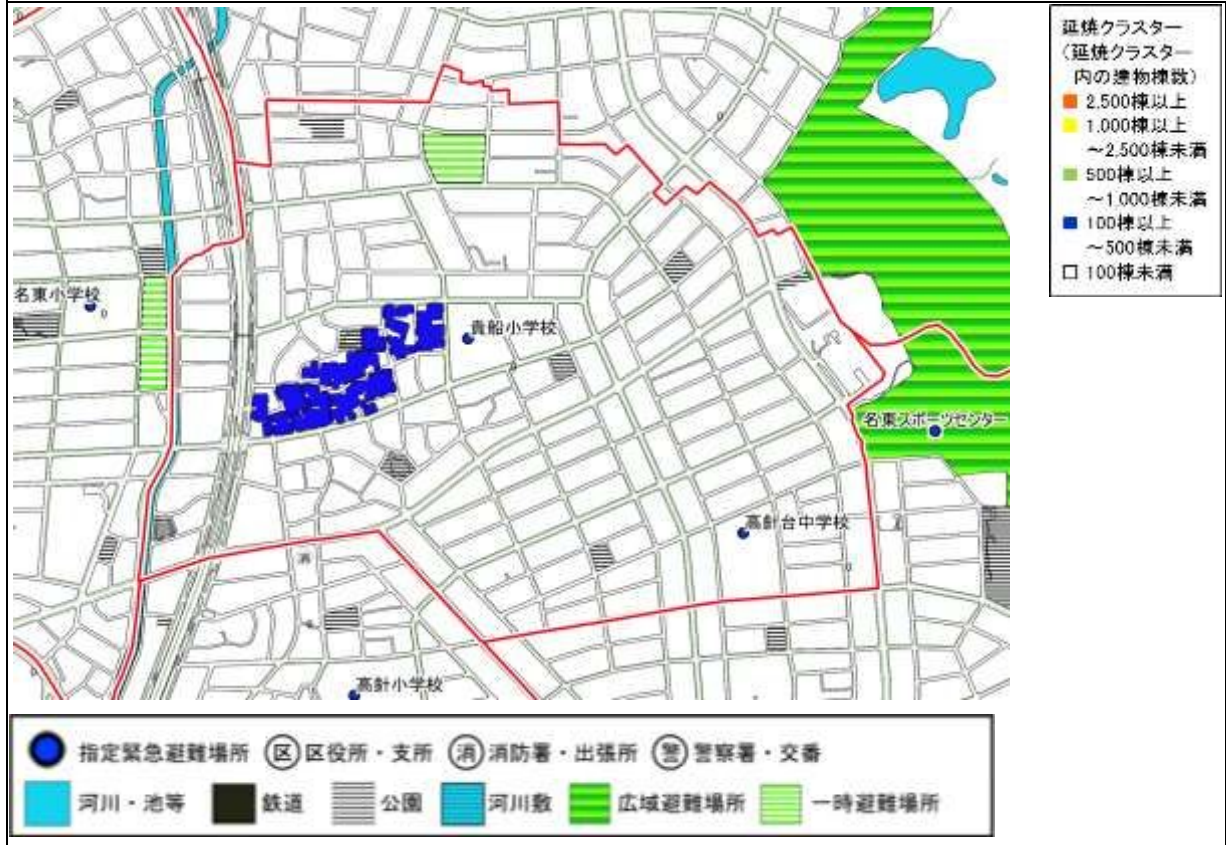 延焼クラスター
（延焼クラスター
内の建物棟数）
2,500棟以上
1,000棟以上
～2,500棟未満
500棟以上
～1,000棟未満
100棟以上
～500棟未満
100棟未満
名東小学校
貴船小学校
名東スポーツセンター
高針台中学校
消
高針小学校
指定緊急避難場所 区 区役所・支所 消 消防署・出張所 警 警察署・交番
河川・池等 鉄道 公園 河川敷 広域避難場所 一時避難場所